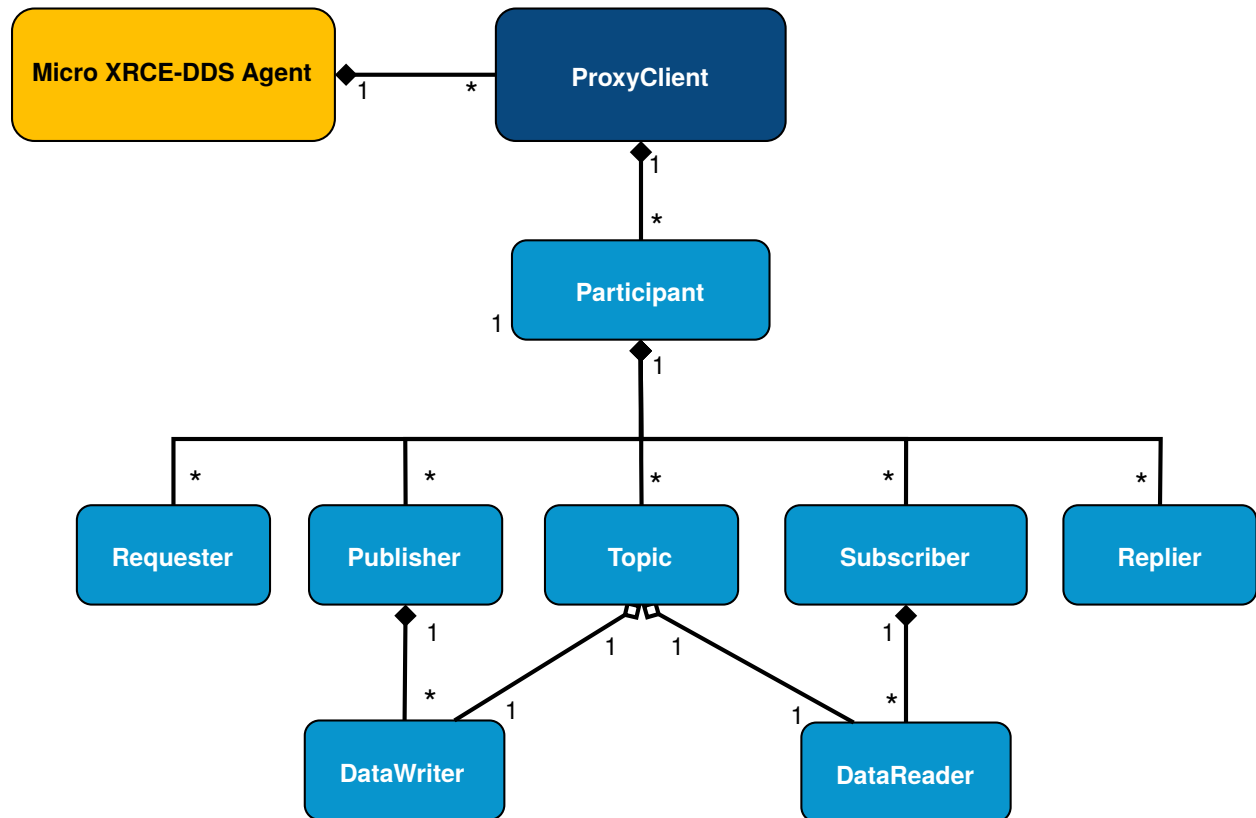 Micro XRCE-DDS Agent
ProxyClient
1
*
1
*
Participant
1
1
*
*
*
*
*
Requester
Publisher
Topic
Subscriber
Replier
1
1
1
1
*
1
1
*
DataWriter
DataReader